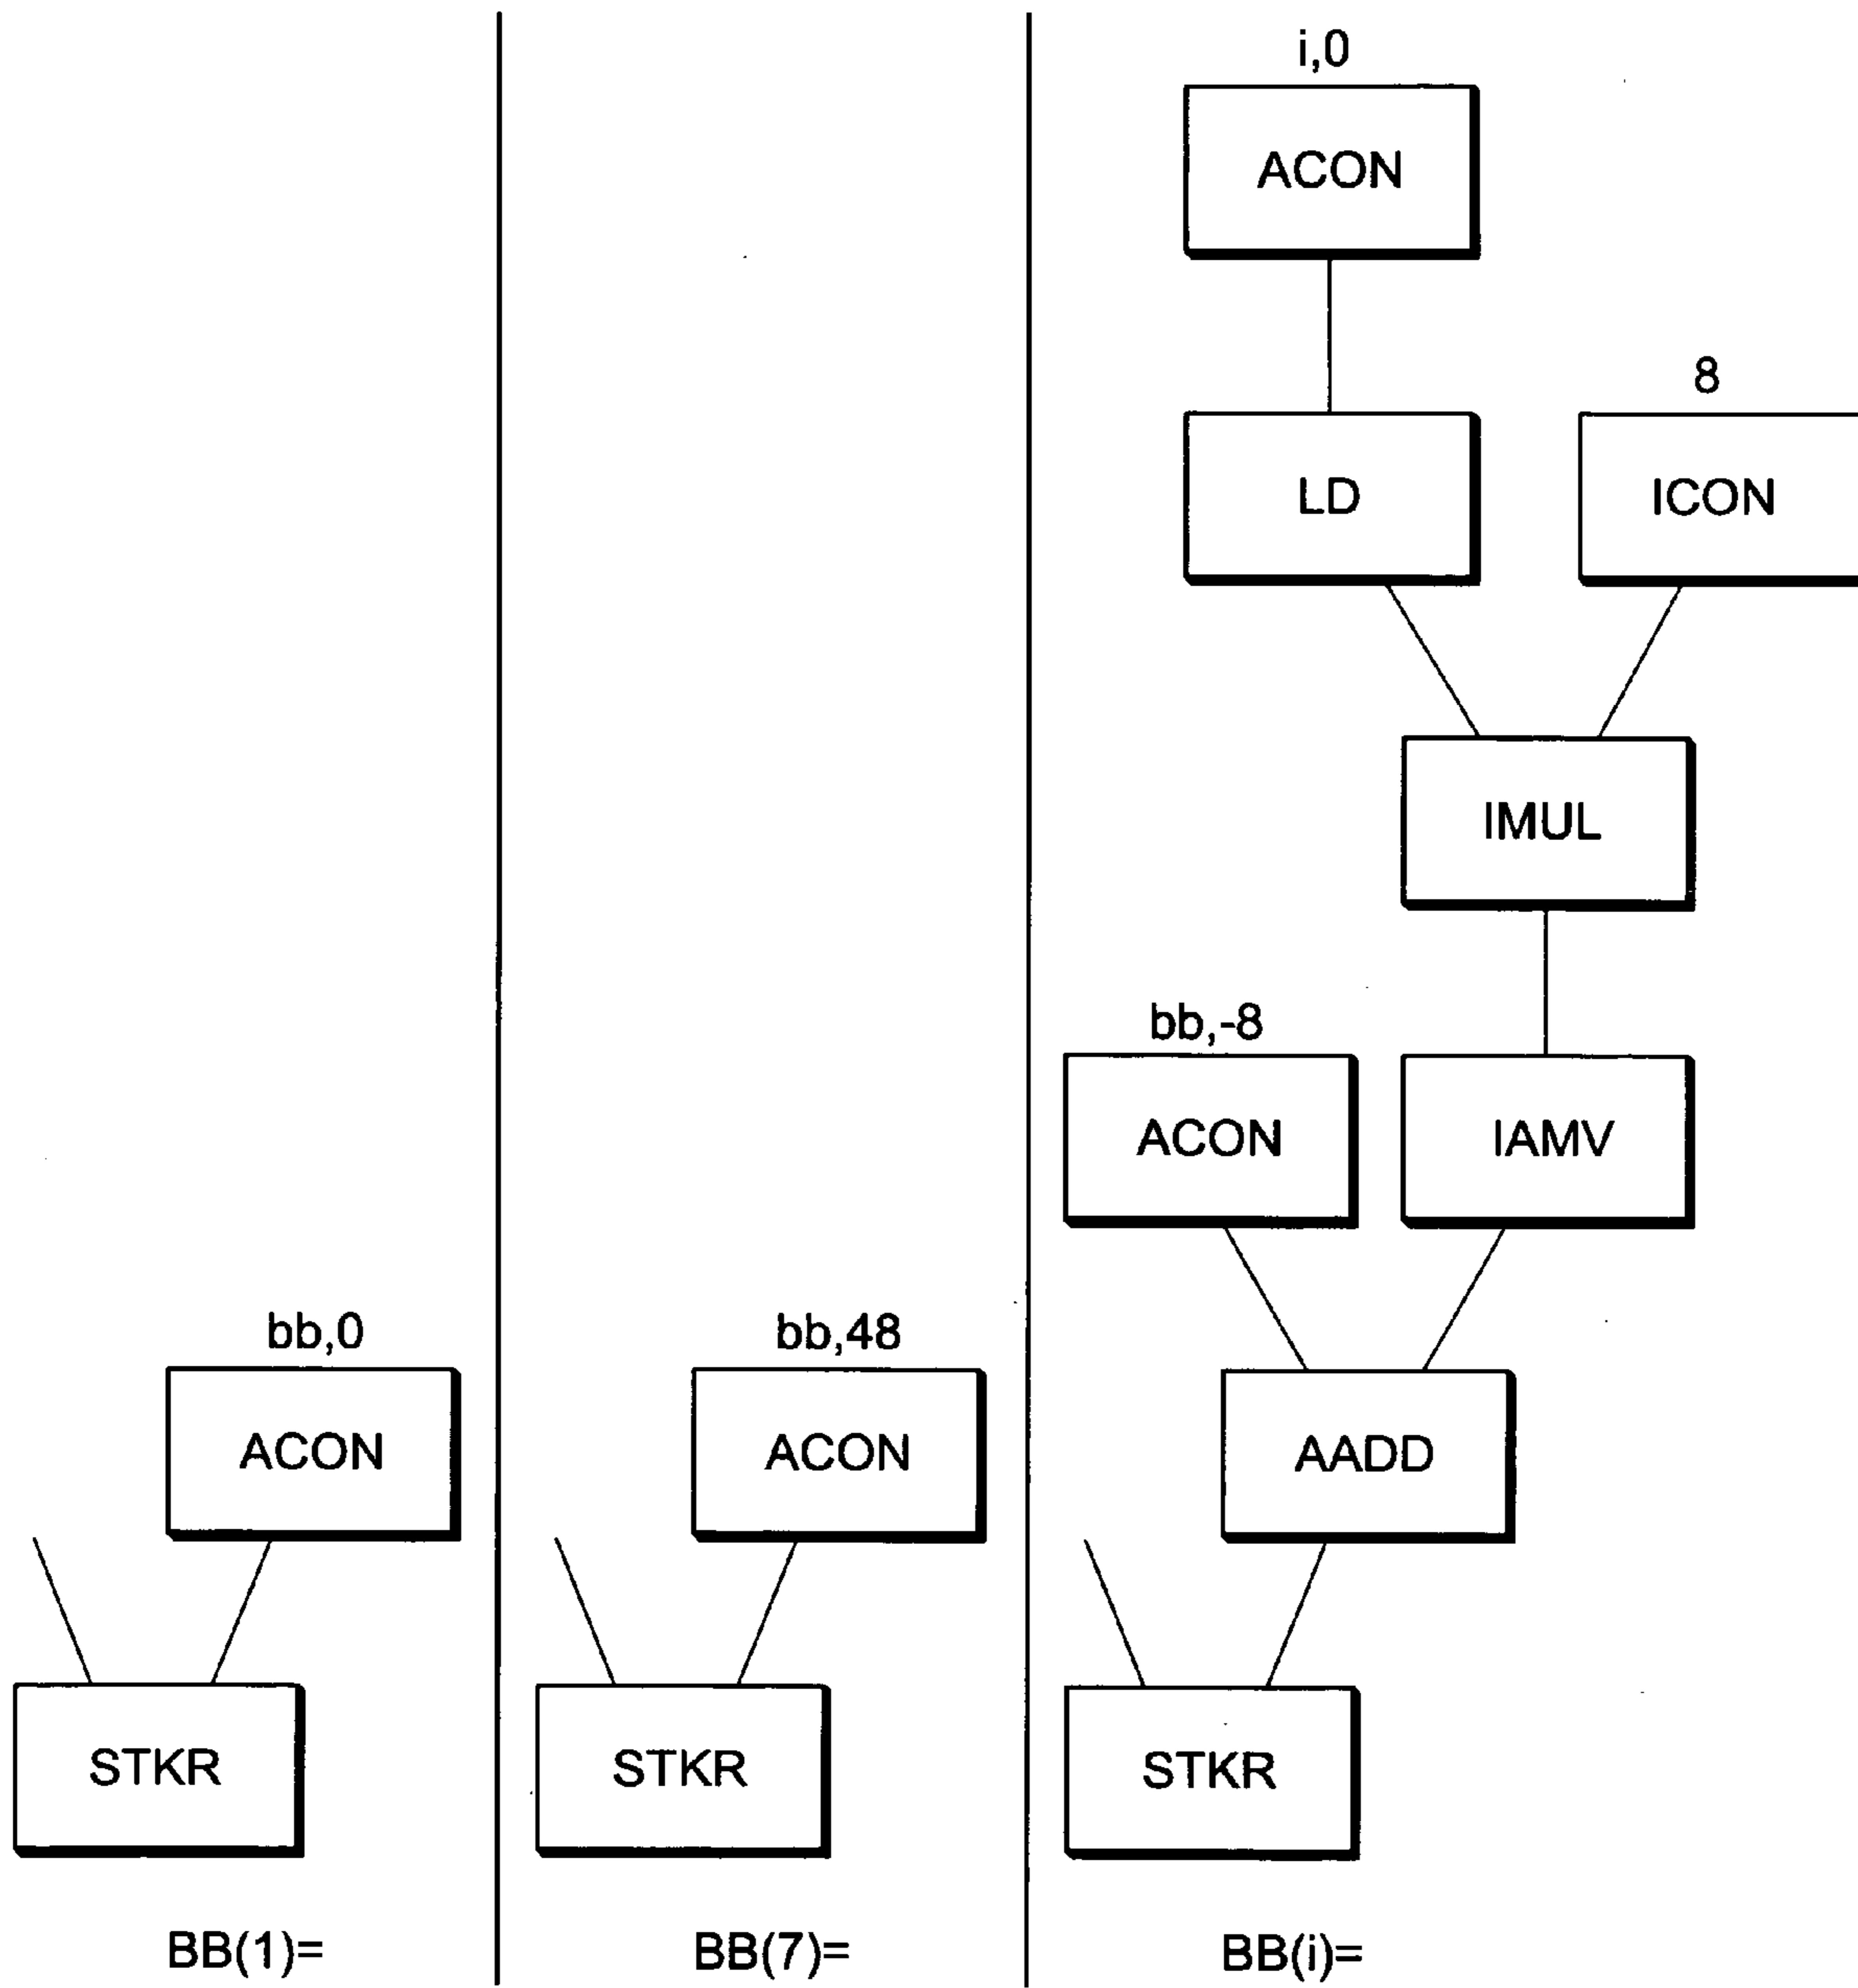 bb,0
ACON
STKR
BB(1)=
bb,48
ACON
STKR
BB(7)=
i,0
ACON
8
LD
ICON
IMUL
bb,-8
ACON
IAMV
AADD
STKR
BB(i)=